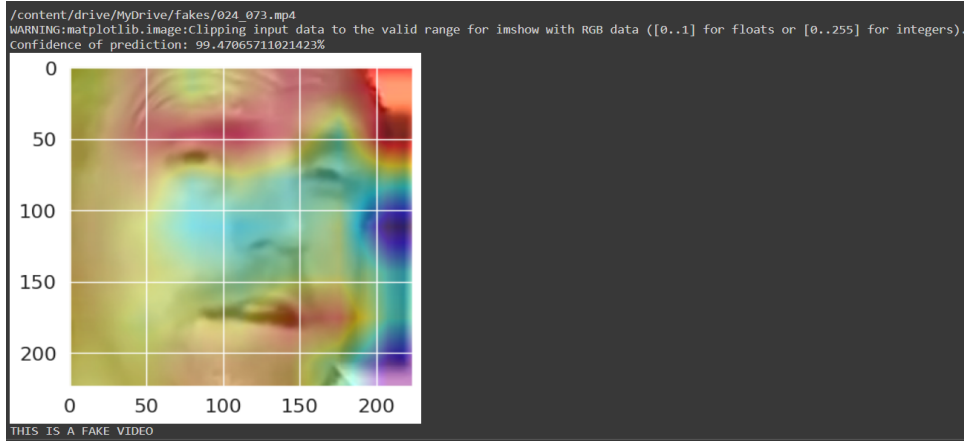 /content/drive/MyDrive/fakes/024_073.mp4
WARNING:matplotlib.image:Clipping input data to the valid range for imshow with RGB data ([0..1] for floats or [0..255] for integers).
Confidence of prediction: 99.47065711021423%
0
50
100
150
200
0 50 100 150 200
THIS IS A FAKE VIDEO